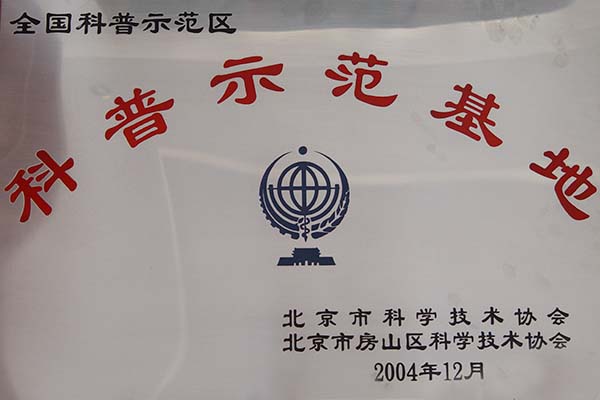 全国科普示范区
科普示范基地
北京市科学技术协会
北京市房山区科学技术协会
2004年12月